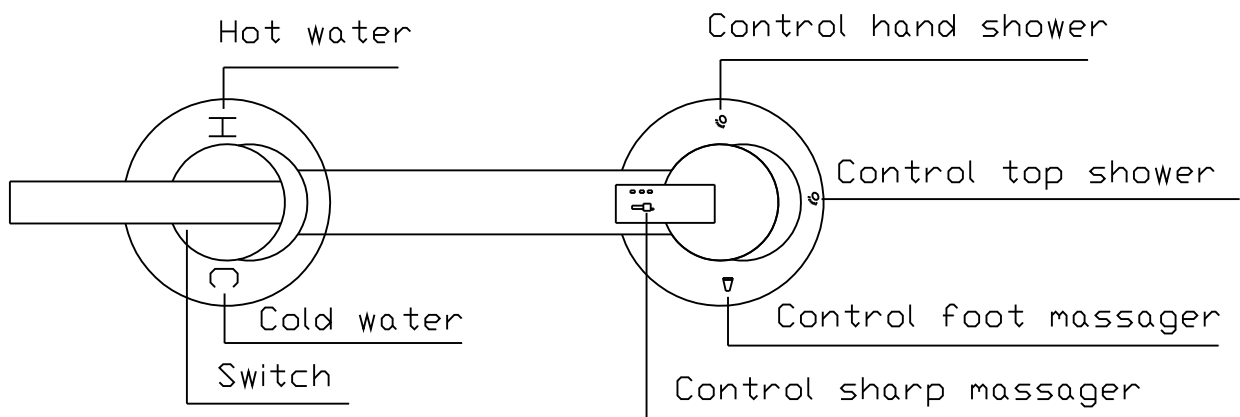 Hot water
Control hand shower
Control top shower
Cold water
Control foot massager
Switch
Control sharp massager